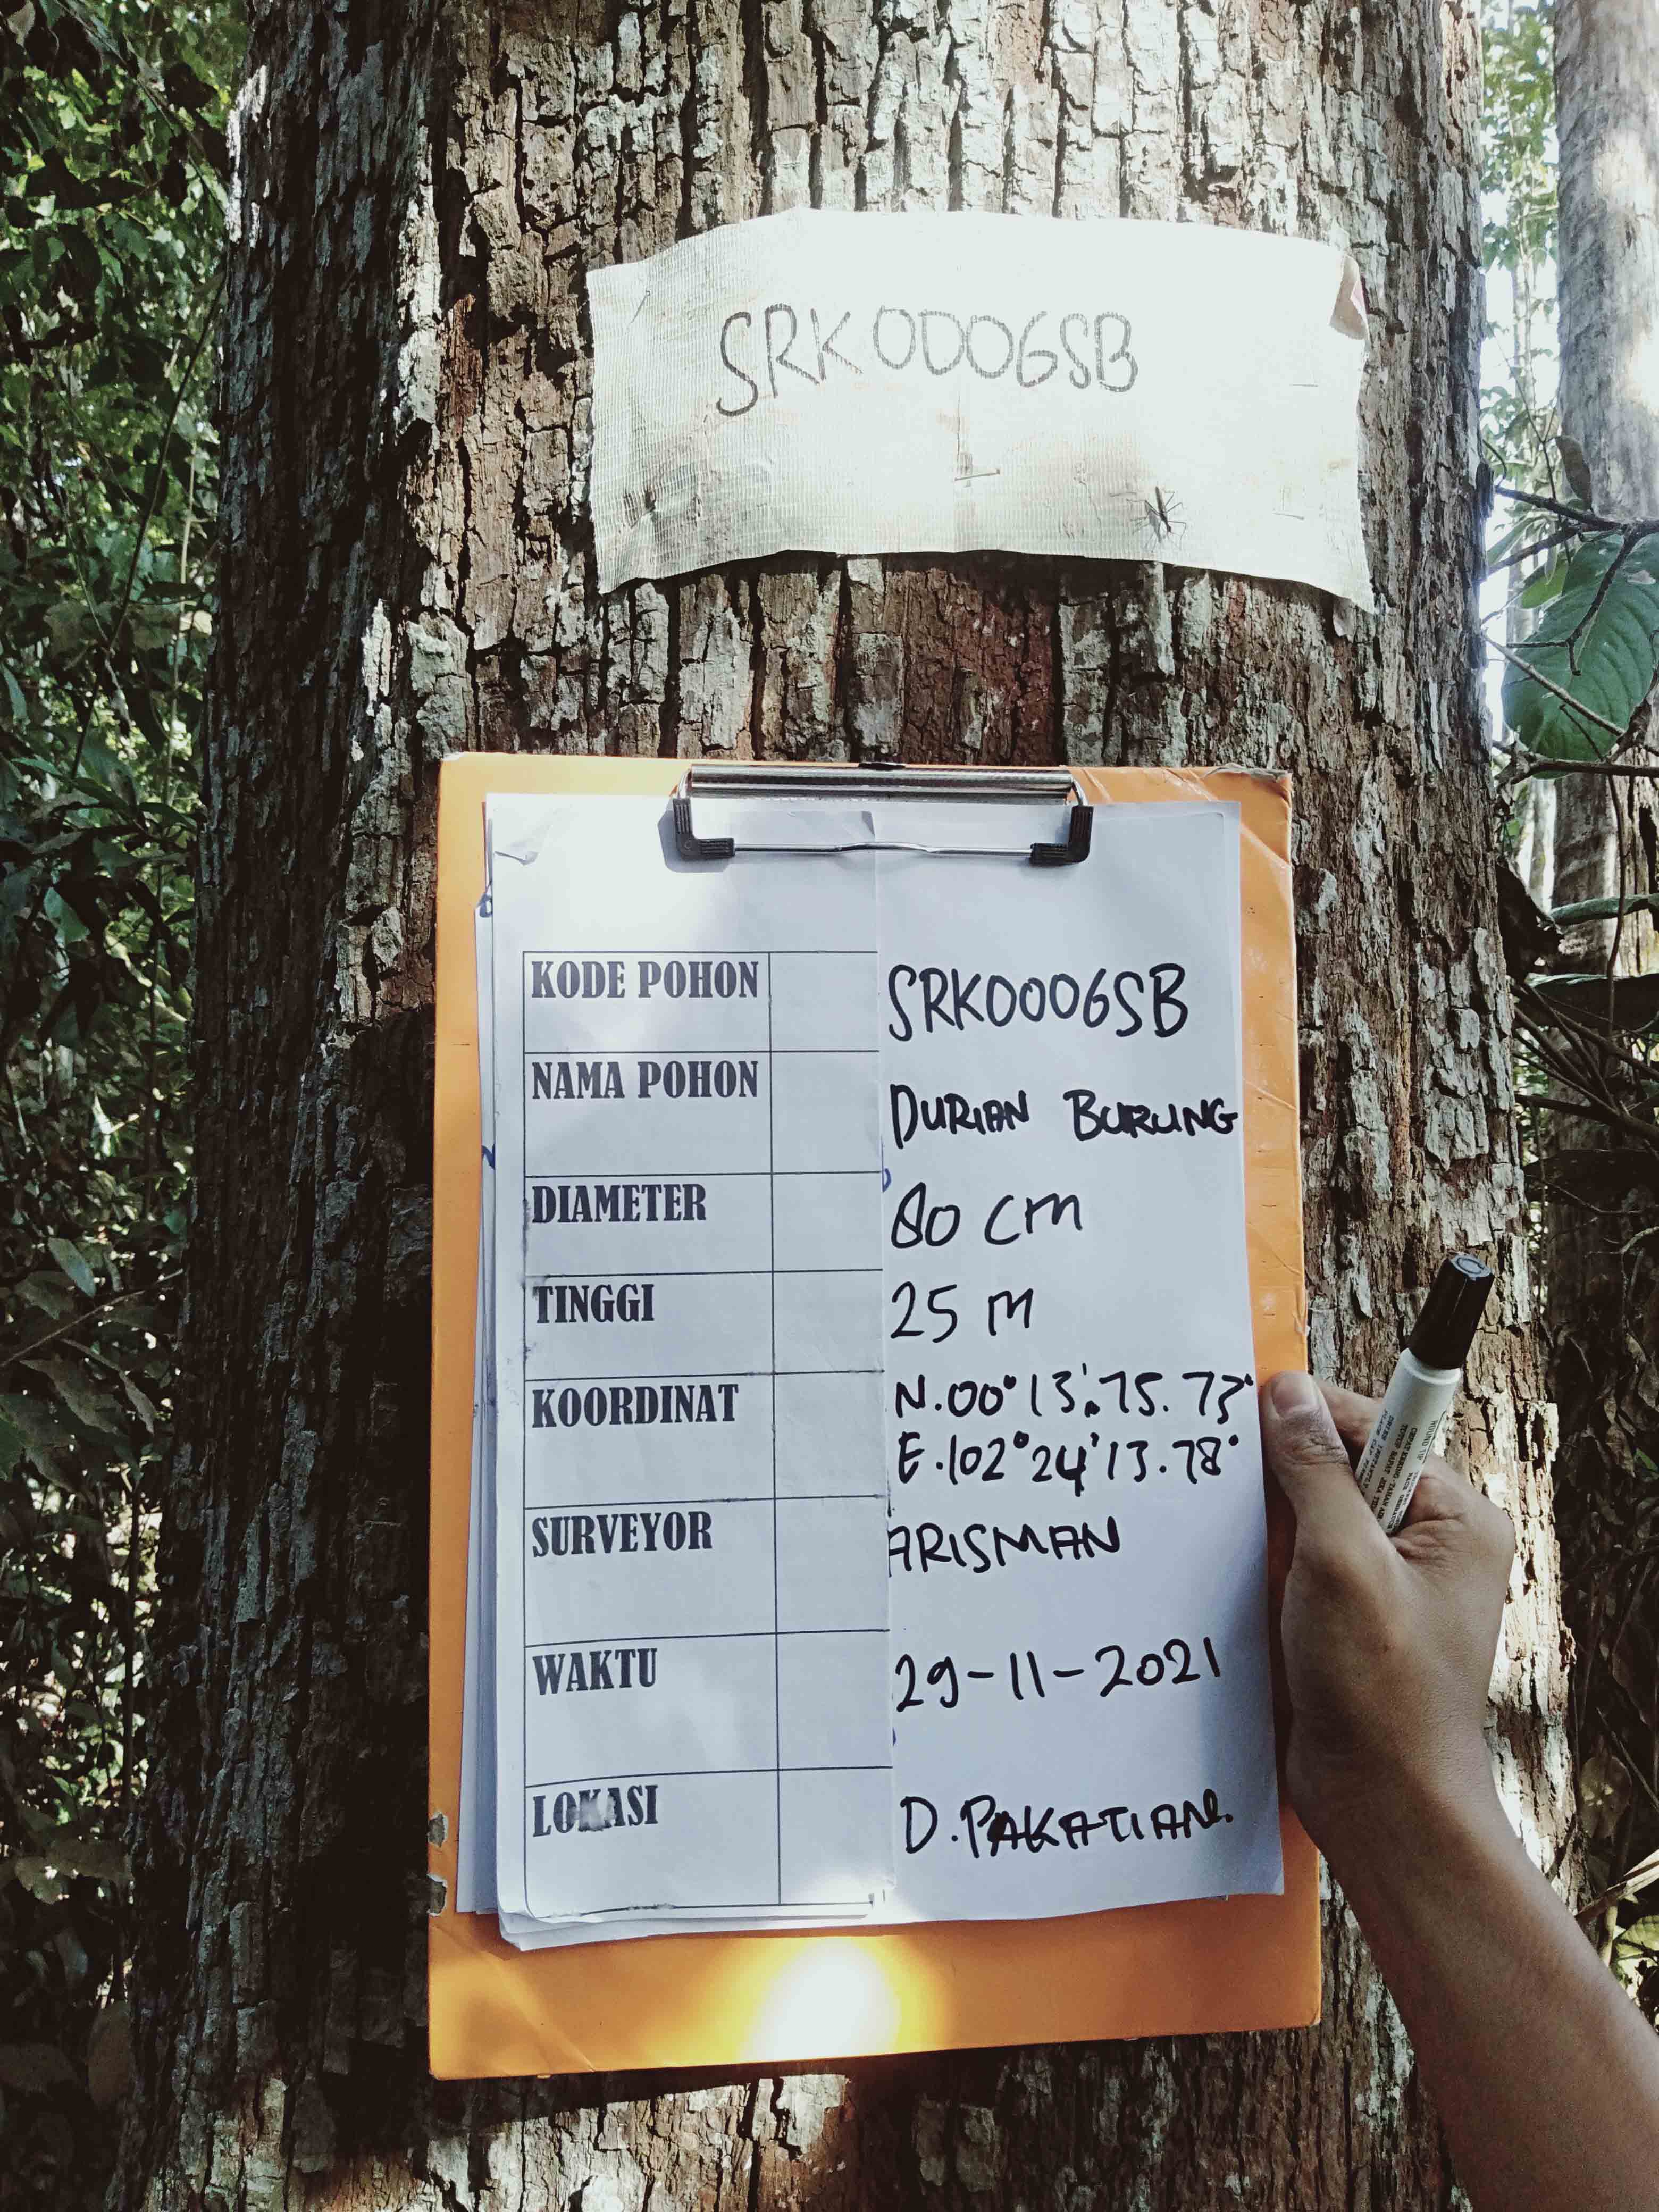 SRK0006SB
KODE POHON SRK0006SB
NAMA POHON DURIAN BURUNG
DIAMETER 80 cm
TINGGI 25 m
KOORDINAT N.00°13'.75.73"
E.102°24'13.78"
SURVEYOR ARISMAN
WAKTU 29-11-2021
LOKASI D.PAKATIAN.